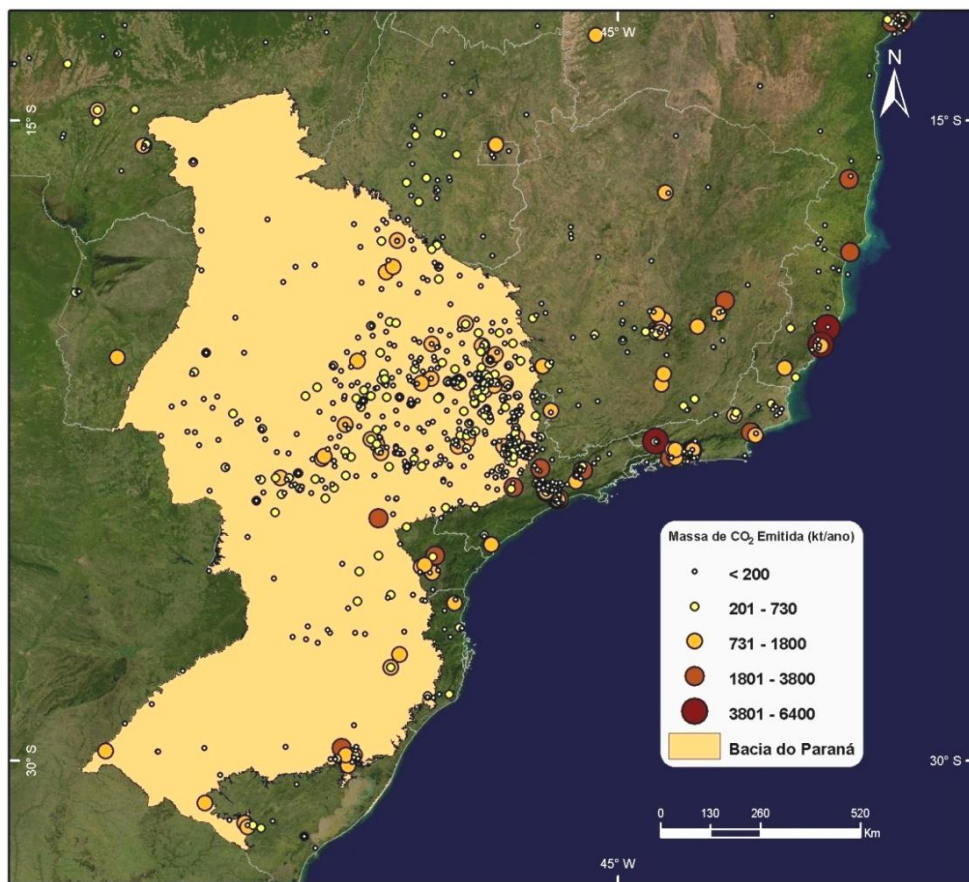 45° W
N
15° S
15° S
Massa de CO₂ Emitida (kt/ano)
< 200
201 - 730
731 - 1800
1801 - 3800
3801 - 6400
Bacia do Paraná
30° S
30° S
0 130 260 520
Km
45° W